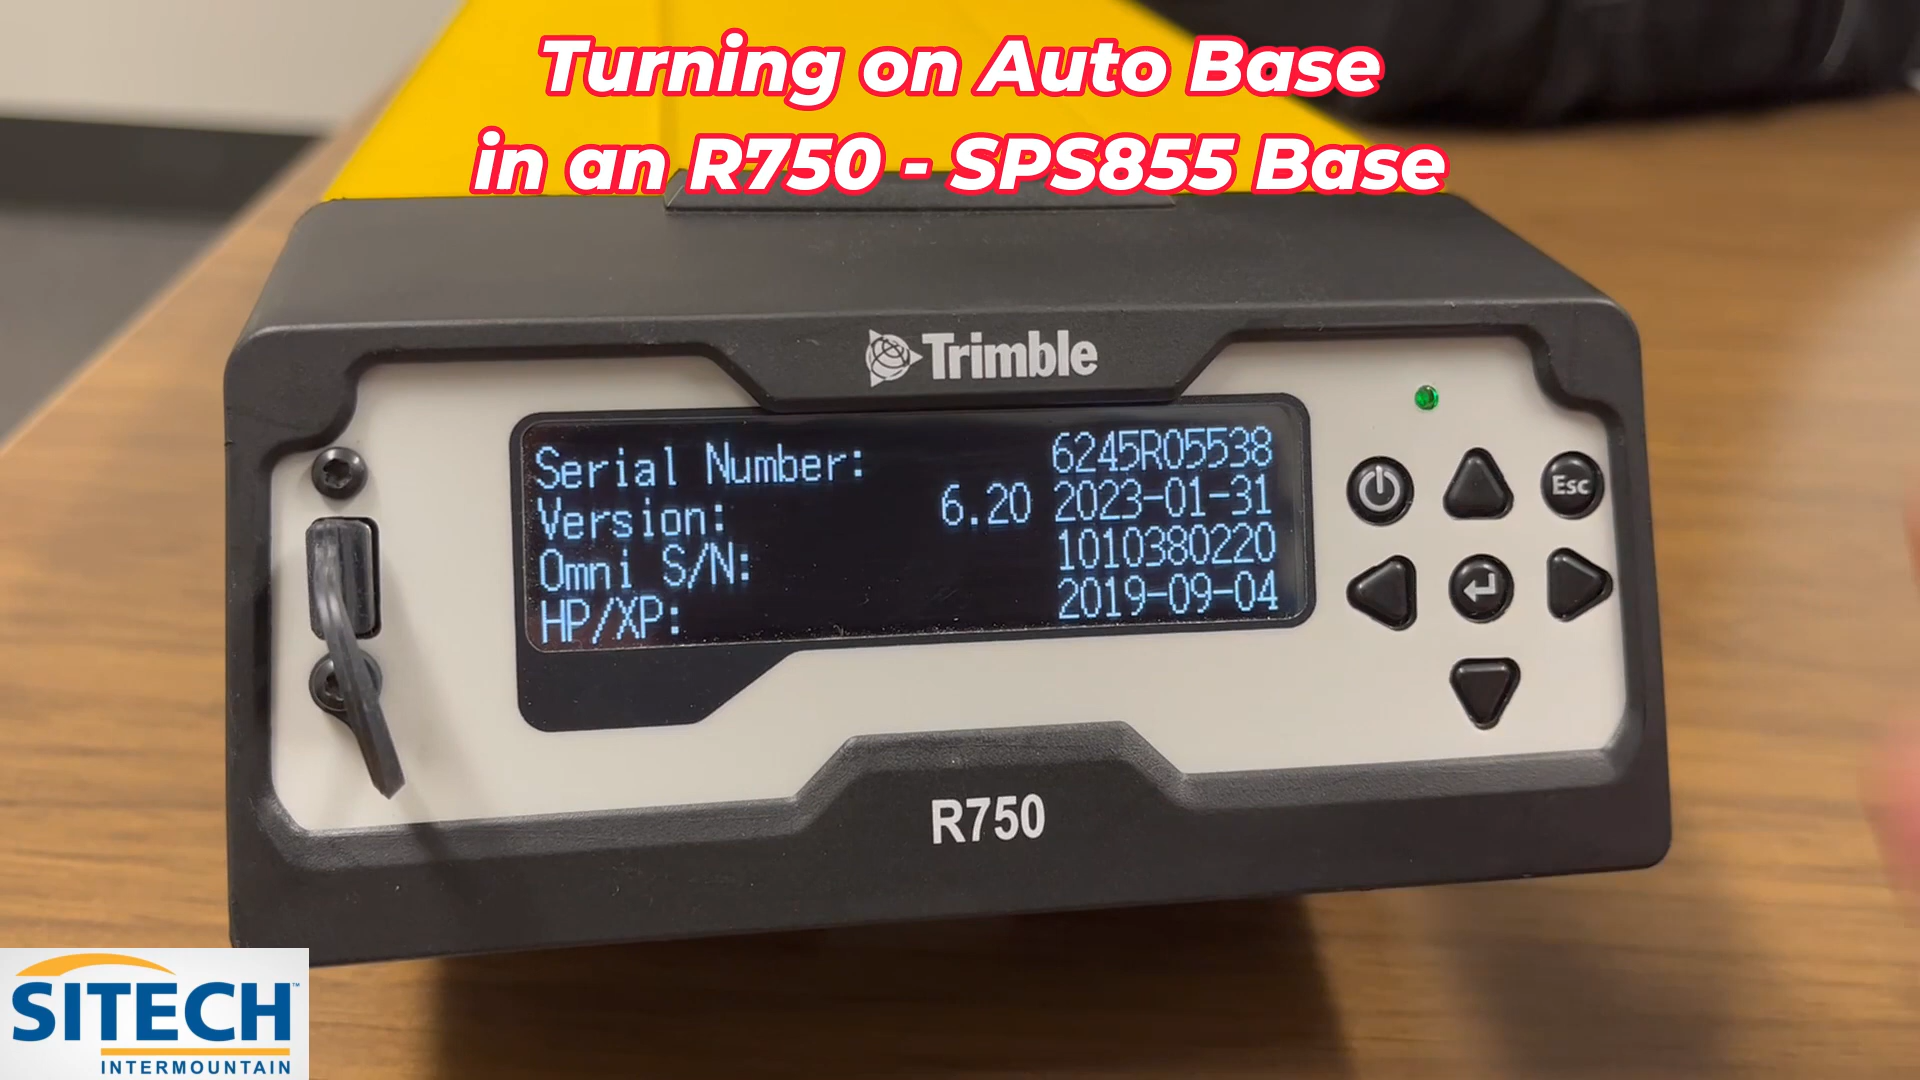 Turning on Auto Base
in an R750 - SPS855 Base
Trimble
Serial Number: 6245R05538
Version: 6.20 2023-01-31
Omni S/N: 1010380220
HP/XP: 2019-09-04
Esc
R750
SITECH™
INTERMOUNTAIN